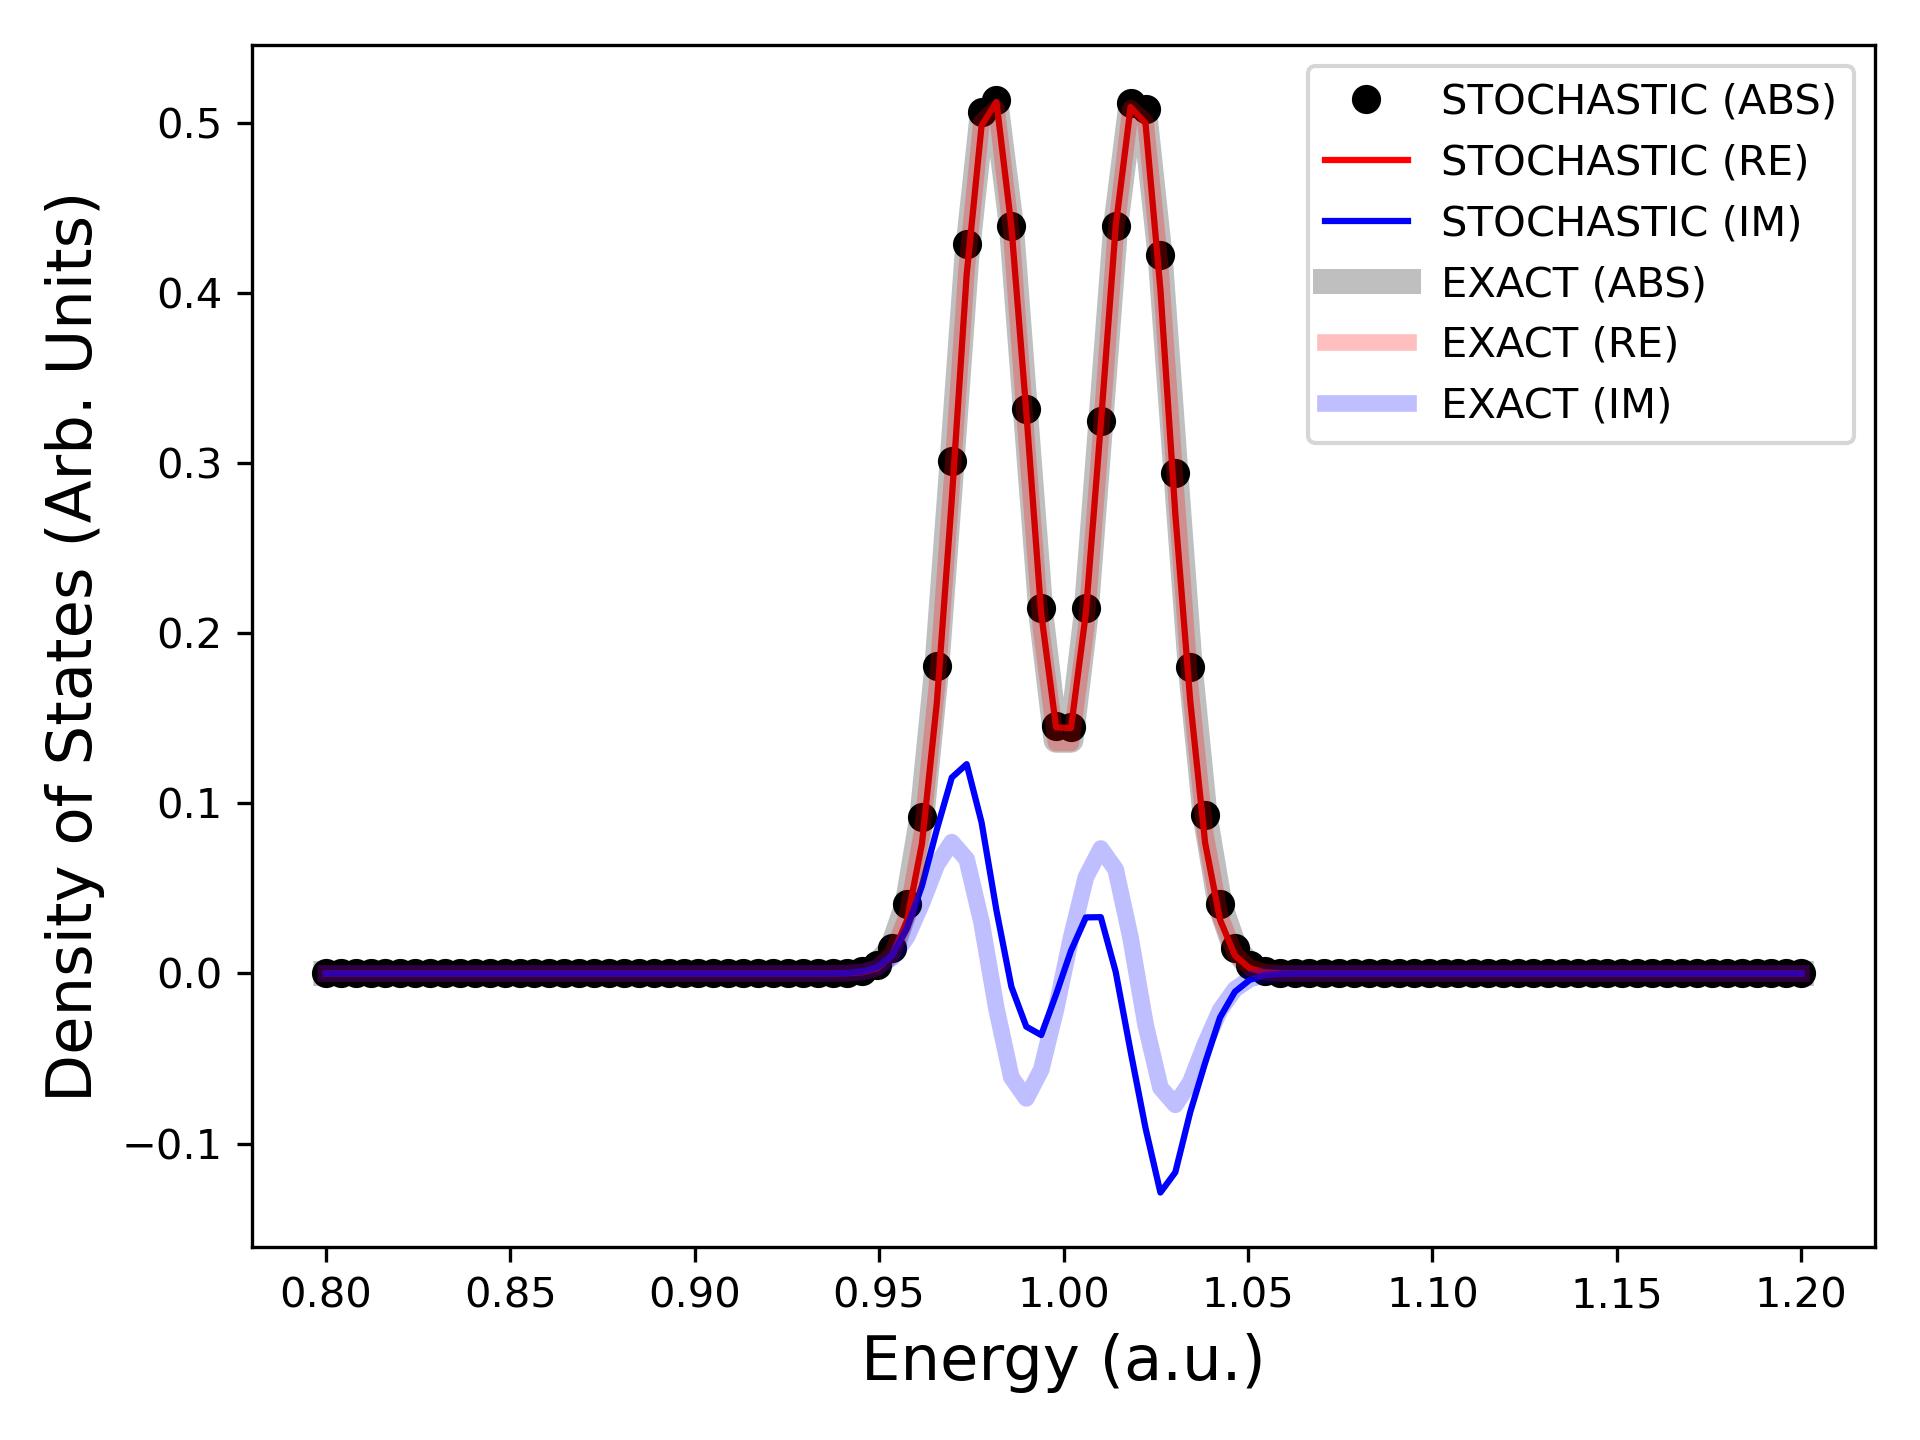 STOCHASTIC (ABS)
STOCHASTIC (RE)
STOCHASTIC (IM)
EXACT (ABS)
EXACT (RE)
EXACT (IM)
Density of States (Arb. Units)
0.5
0.4
0.3
0.2
0.1
0.0
−0.1
0.80 0.85 0.90 0.95 1.00 1.05 1.10 1.15 1.20
Energy (a.u.)